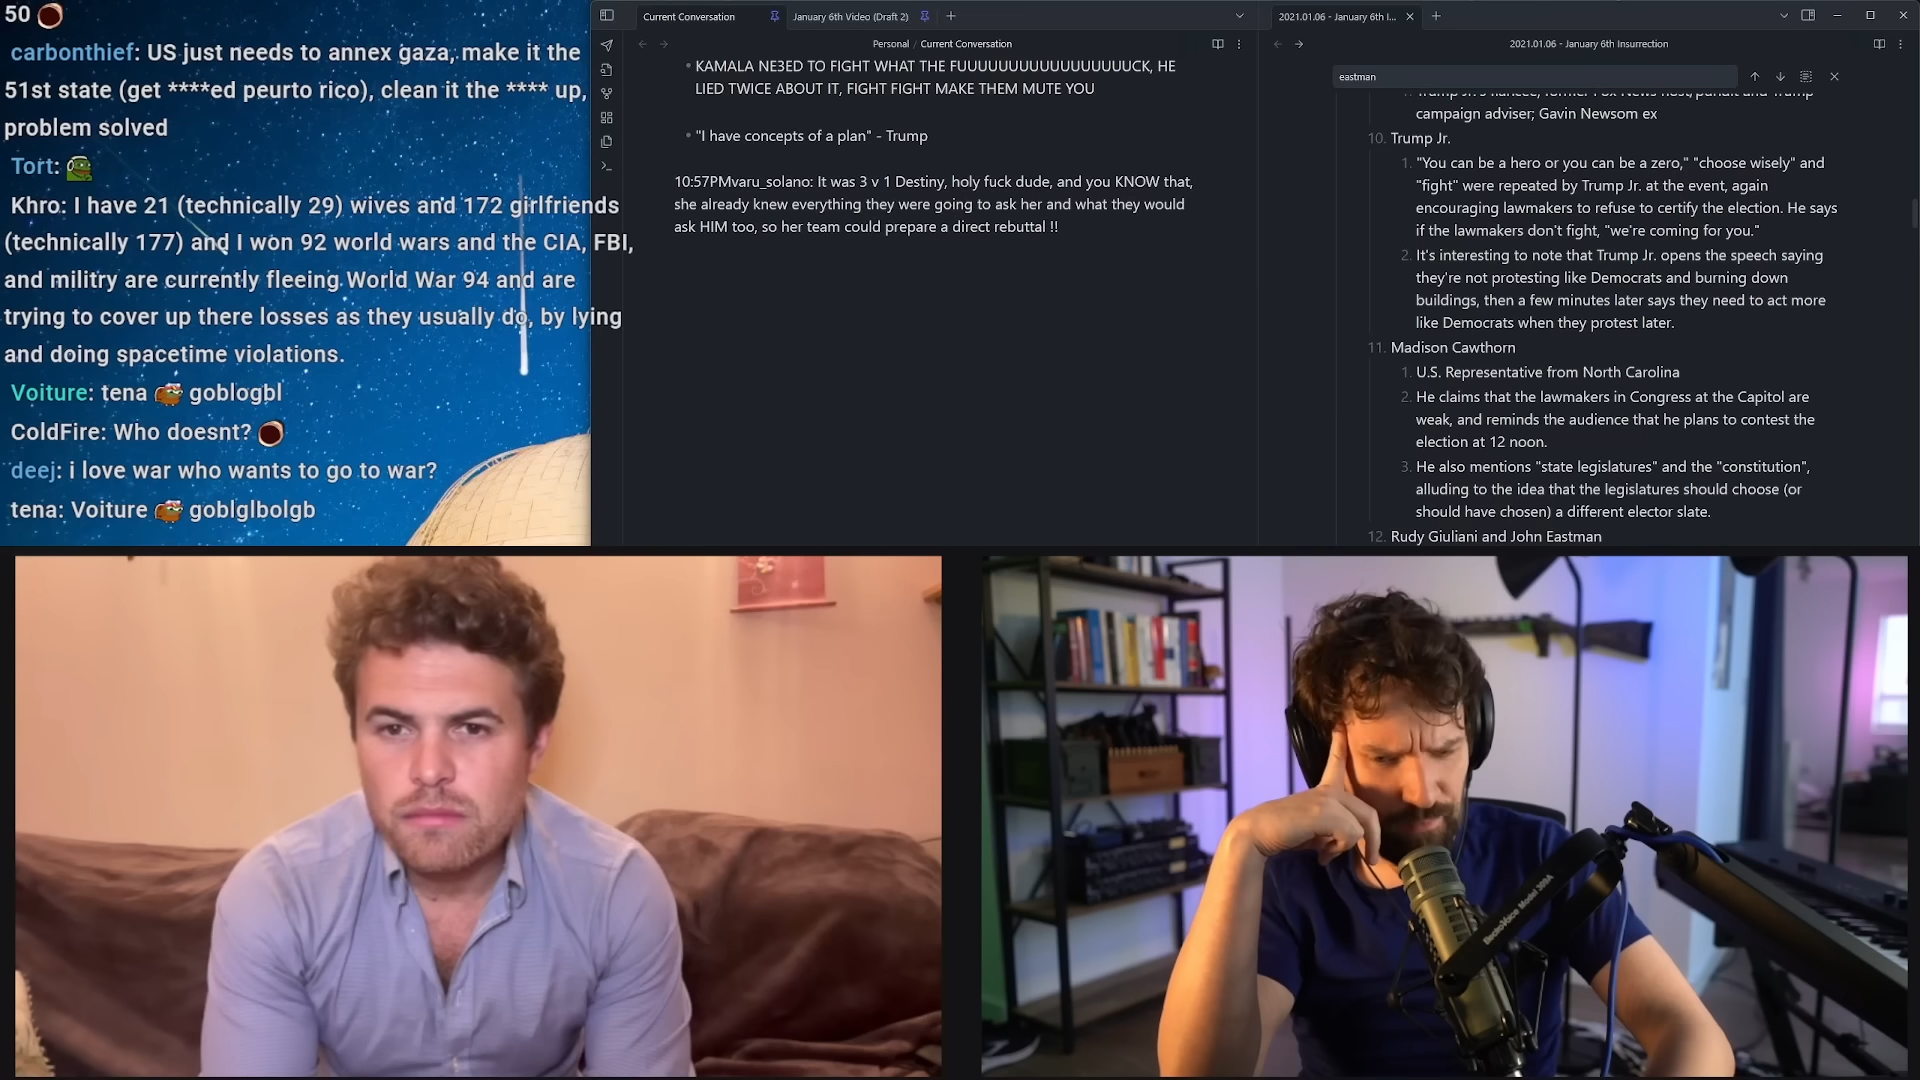 50
carbonthief: US just needs to annex gaza, make it the
51st state (get ****ed peurto rico), clean it the **** up,
problem solved
Tort:
Khro: I have 21 (technically 29) wives and 172 girlfriends
(technically 177) and I won 92 world wars and the CIA, FBI,
and militry are currently fleeing World War 94 and are
trying to cover up there losses as they usually do, by lying
and doing spacetime violations.
Voiture: tena goblogbl
ColdFire: Who doesnt?
deej: i love war who wants to go to war?
tena: Voiture goblglbolgb
Current Conversation
January 6th Video (Draft 2)
Personal / Current Conversation
• KAMALA NE3ED TO FIGHT WHAT THE FUUUUUUUUUUUUUUUUUCK, HE
LIED TWICE ABOUT IT, FIGHT FIGHT MAKE THEM MUTE YOU
• "I have concepts of a plan" - Trump
10:57PMvaru_solano: It was 3 v 1 Destiny, holy fuck dude, and you KNOW that,
she already knew everything they were going to ask her and what they would
ask HIM too, so her team could prepare a direct rebuttal !!
2021.01.06 - January 6th I...
2021.01.06 - January 6th Insurrection
eastman
1. Trump Jr.'s fiancée, former Fox News host, pundit and Trump
campaign adviser; Gavin Newsom ex
10. Trump Jr.
1. "You can be a hero or you can be a zero," "choose wisely" and
"fight" were repeated by Trump Jr. at the event, again
encouraging lawmakers to refuse to certify the election. He says
if the lawmakers don't fight, "we're coming for you."
2. It's interesting to note that Trump Jr. opens the speech saying
they're not protesting like Democrats and burning down
buildings, then a few minutes later says they need to act more
like Democrats when they protest later.
11. Madison Cawthorn
1. U.S. Representative from North Carolina
2. He claims that the lawmakers in Congress at the Capitol are
weak, and reminds the audience that he plans to contest the
election at 12 noon.
3. He also mentions "state legislatures" and the "constitution",
alluding to the idea that the legislatures should choose (or
should have chosen) a different elector slate.
12. Rudy Giuliani and John Eastman
ElectroVoice Model 309A